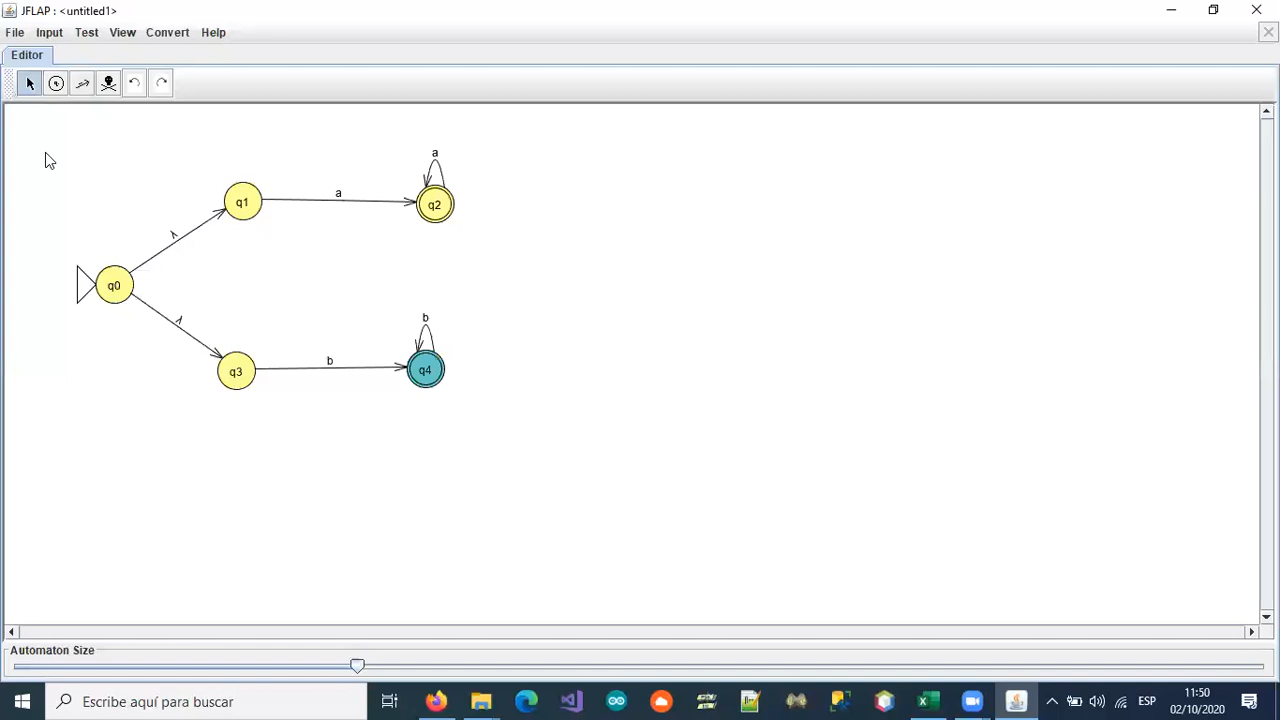 JFLAP : <untitled1>
File Input Test View Convert Help
Editor
a
q1 a q2
λ
q0
λ
b
q3 b q4
Automaton Size
Escribe aquí para buscar
ESP
11:50
02/10/2020